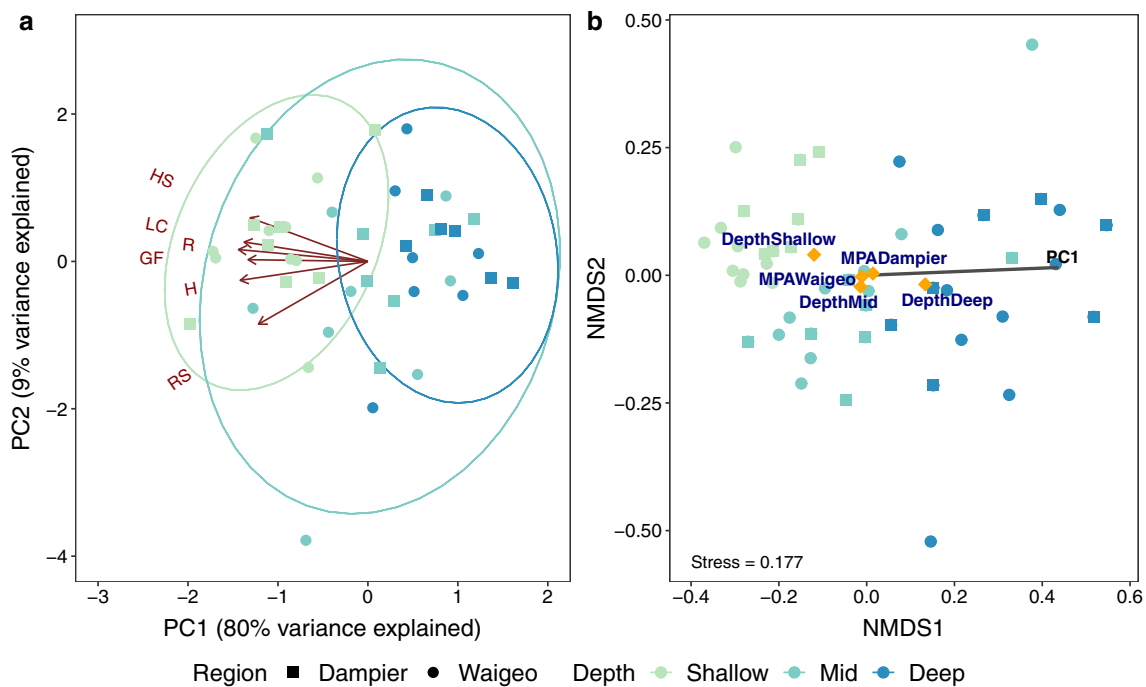 a
PC2 (9% variance explained)
2
0
−2
−4
HS
LC
R
GF
H
RS
−3
−2
−1
0
1
2
PC1 (80% variance explained)
b
NMDS2
0.50
0.25
0.00
−0.25
−0.50
DepthShallow
MPADampier
PC1
MPAWaigeo
DepthMid
DepthDeep
Stress = 0.177
−0.4
−0.2
0.0
0.2
0.4
0.6
NMDS1
Region Dampier Waigeo Depth Shallow Mid Deep